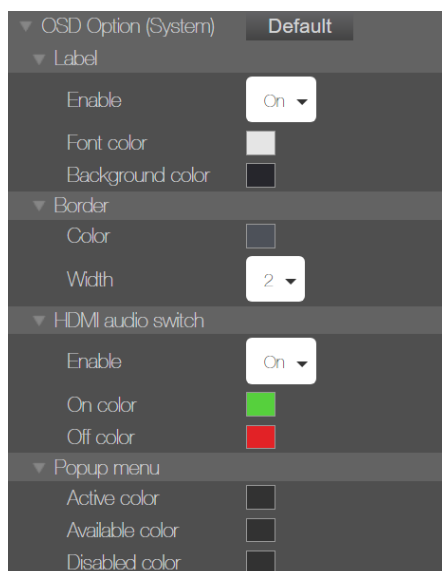 OSD Option (System) Default
Label
Enable On
Font color
Background color
Border
Color
Width 2
HDMI audio switch
Enable On
On color
Off color
Popup menu
Active color
Available color
Disabled color